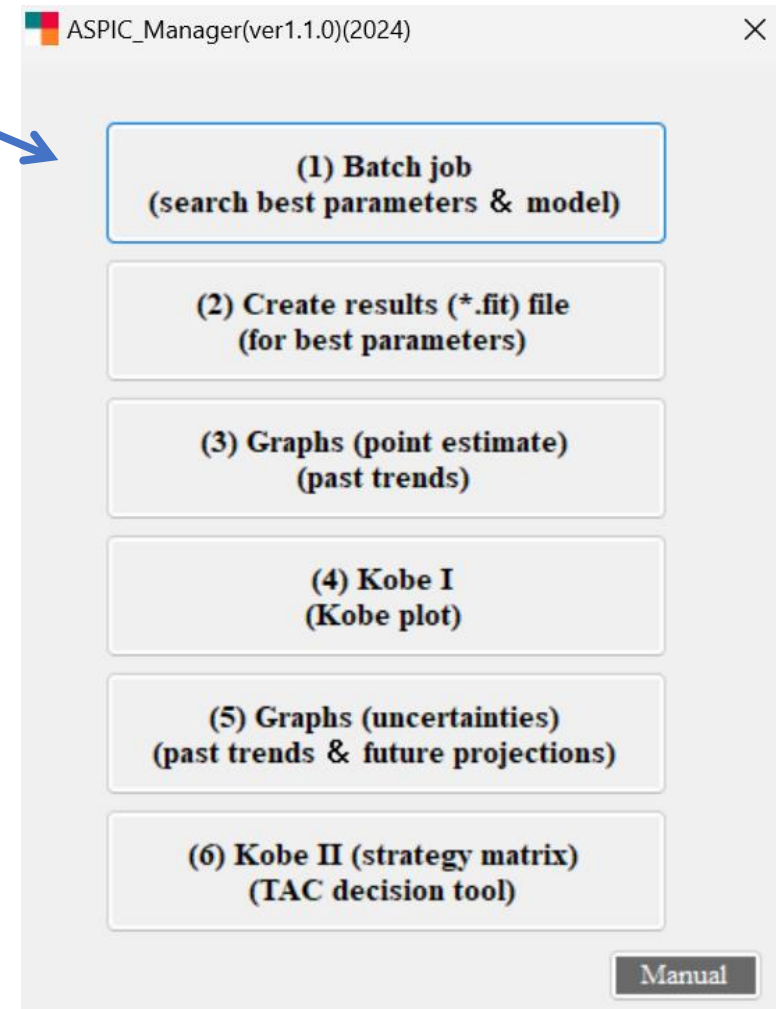 ASPIC_Manager(ver1.1.0)(2024)
(1) Batch job
(search best parameters & model)
(2) Create results (*.fit) file
(for best parameters)
(3) Graphs (point estimate)
(past trends)
(4) Kobe I
(Kobe plot)
(5) Graphs (uncertainties)
(past trends & future projections)
(6) Kobe II (strategy matrix)
(TAC decision tool)
Manual